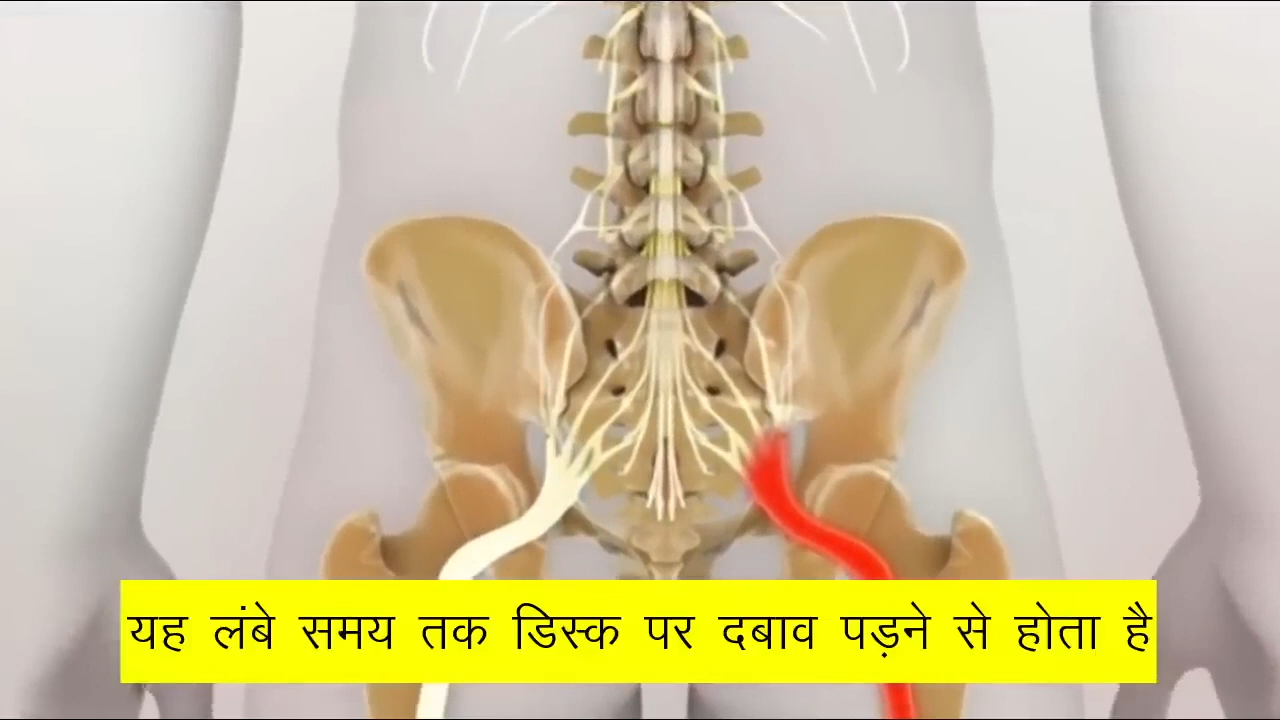 यह लंबे समय तक डिस्क पर दबाव पड़ने से होता है